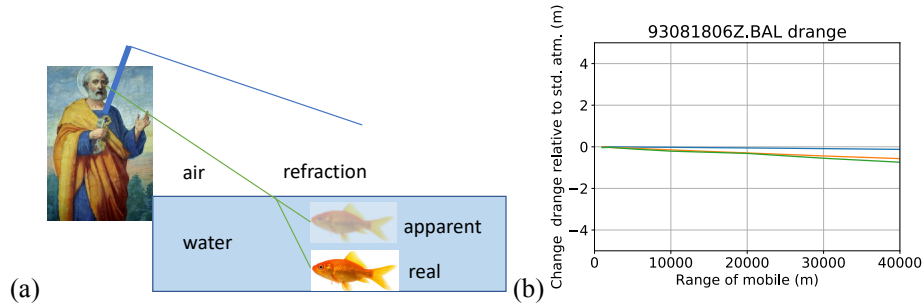 air
refraction
water
apparent
real
(a)
93081806Z.BAL drange
Change drange relative to std. atm. (m)
4
2
0
−2
−4
0
10000
20000
30000
40000
Range of mobile (m)
(b)